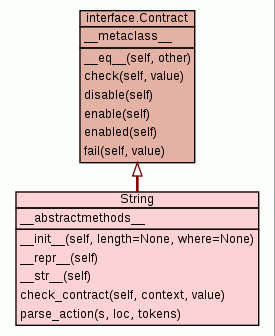 interface.Contract
__metaclass__
__eq__(self, other)
check(self, value)
disable(self)
enable(self)
enabled(self)
fail(self, value)
String
__abstractmethods__
__init__(self, length=None, where=None)
__repr__(self)
__str__(self)
check_contract(self, context, value)
parse_action(s, loc, tokens)